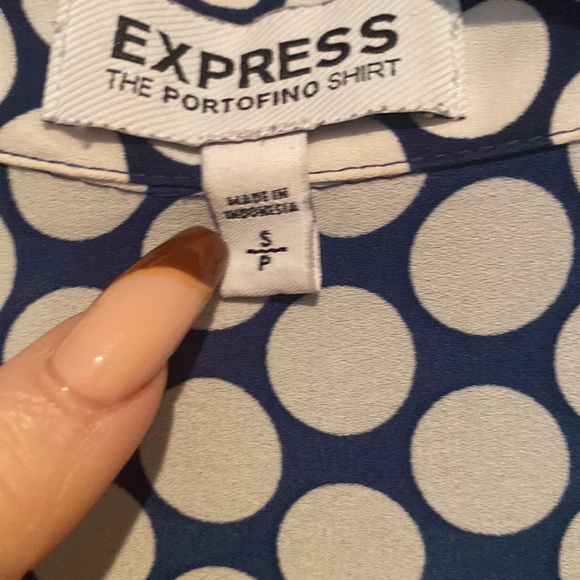 EXPRESS
THE PORTOFINO SHIRT
MADE IN
INDONESIA
S
P